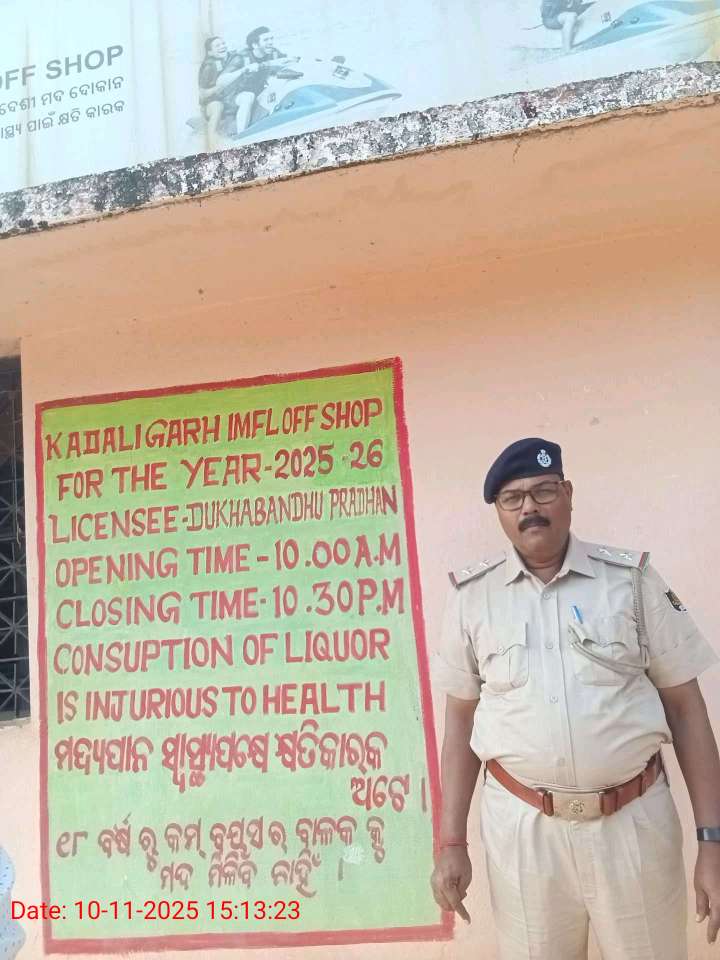 OFF SHOP
ଦେଶୀ ମଦ ଦୋକାନ
ପାଇଁ କ୍ଷତି କାରକ
KADALIGARH IMFL OFF SHOP
FOR THE YEAR-2025-26
LICENSEE-DUKHABANDHU PRADHAN
OPENING TIME-10.00A.M
CLOSING TIME-10.30P.M
CONSUPTION OF LIQUOR
IS INJURIOUS TO HEALTH
ମଦ୍ୟପାନ ସ୍ୱାସ୍ଥ୍ୟପକ୍ଷେ କ୍ଷତିକାରକ
ଅଟେ ।
୧୮ ବର୍ଷ ରୁ କମ୍ ବୟସ ର ବାଳକ କୁ
ମଦ ମିଳିବ ନାହିଁ ।
Date: 10-11-2025 15:13:23